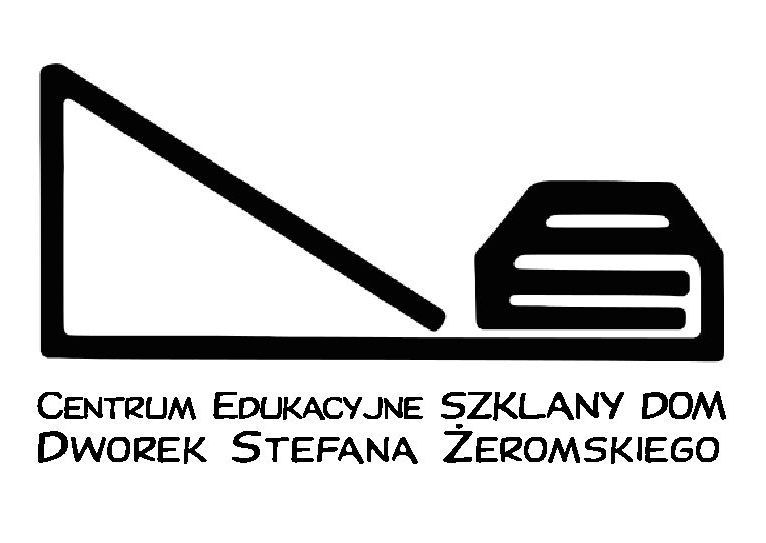 Centrum Edukacyjne SZKLANY DOM
Dworek Stefana Żeromskiego